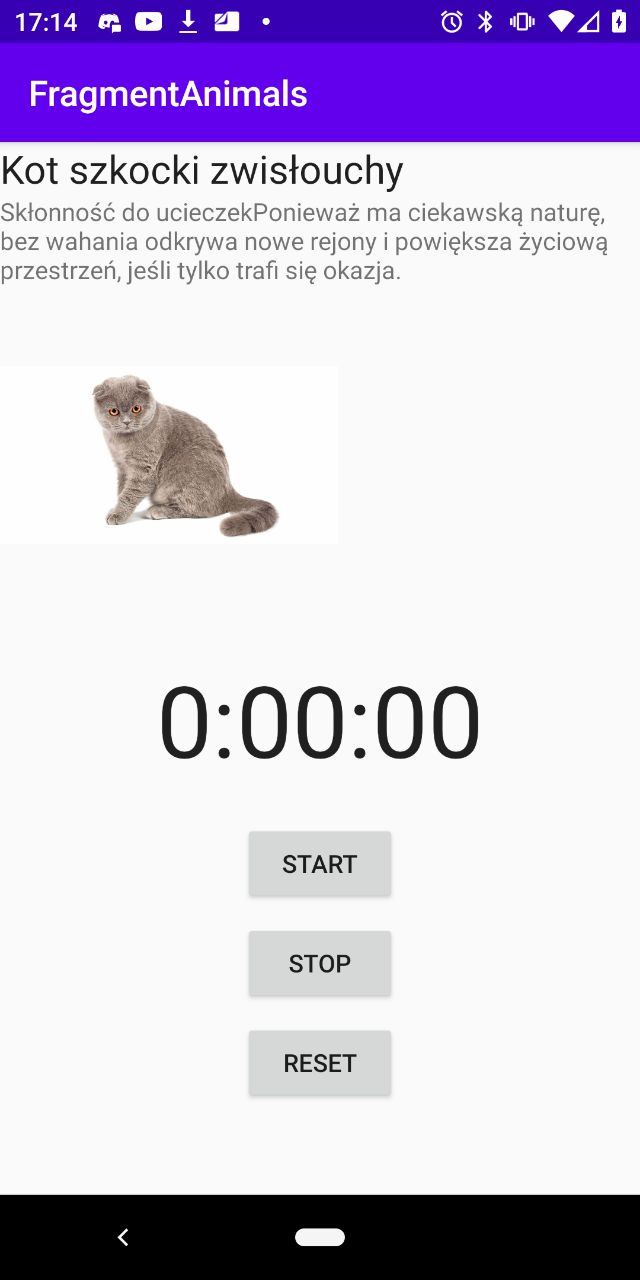 17:14
FragmentAnimals
Kot szkocki zwisłouchy
Skłonność do ucieczekPonieważ ma ciekawską naturę,
bez wahania odkrywa nowe rejony i powiększa życiową
przestrzeń, jeśli tylko trafi się okazja.
0:00:00
START
STOP
RESET